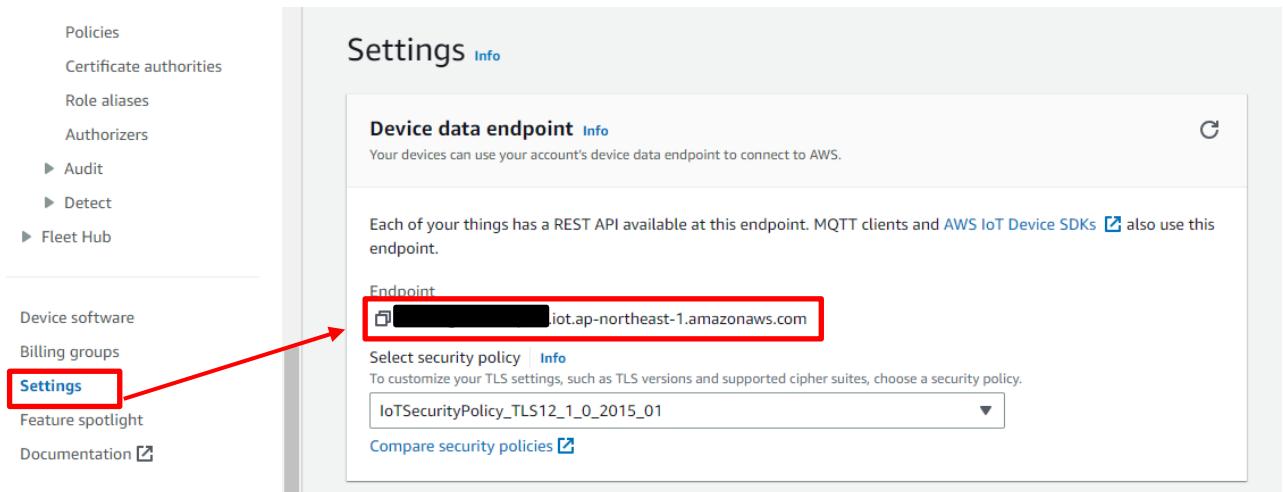 Policies
Certificate authorities
Role aliases
Authorizers
Audit
Detect
Fleet Hub
Device software
Billing groups
Settings
Feature spotlight
Documentation
Settings Info
Device data endpoint Info
Your devices can use your account's device data endpoint to connect to AWS.
Each of your things has a REST API available at this endpoint. MQTT clients and AWS IoT Device SDKs also use this
endpoint.
Endpoint
.iot.ap-northeast-1.amazonaws.com
Select security policy Info
To customize your TLS settings, such as TLS versions and supported cipher suites, choose a security policy.
IoTSecurityPolicy_TLS12_1_0_2015_01
Compare security policies